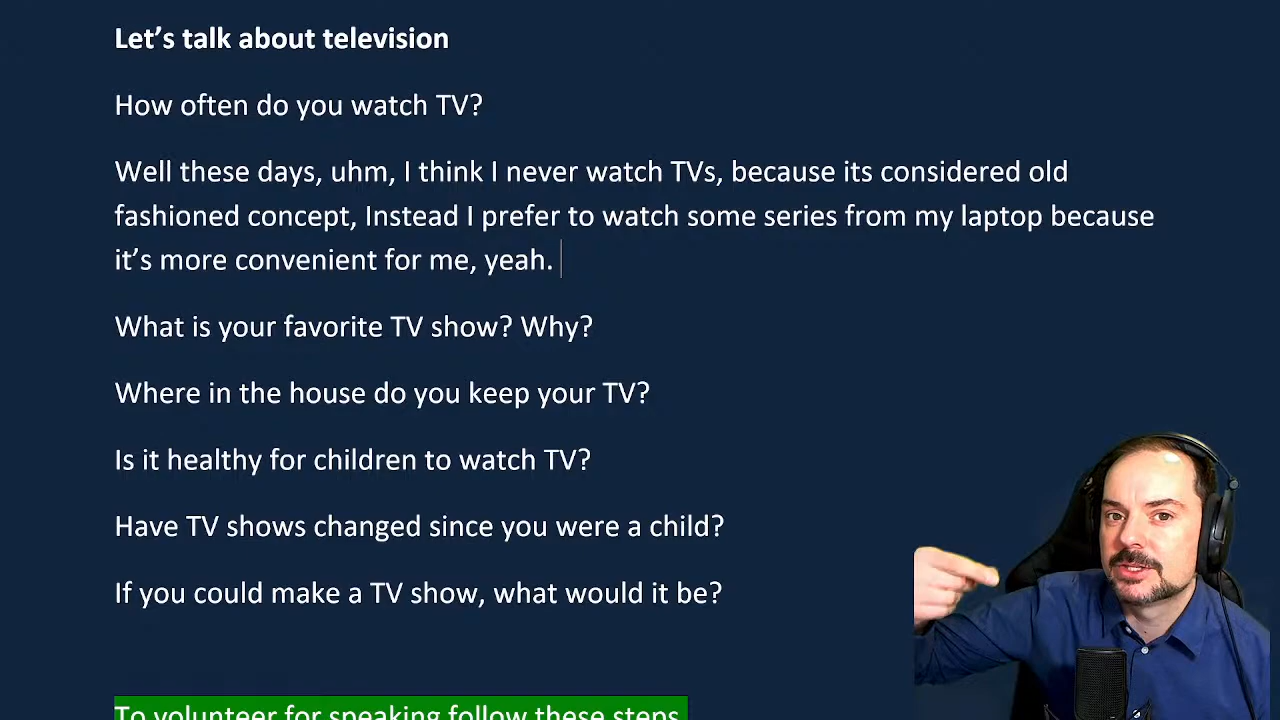 Let's talk about television
How often do you watch TV?
Well these days, uhm, I think I never watch TVs, because its considered old
fashioned concept, Instead I prefer to watch some series from my laptop because
it's more convenient for me, yeah.
What is your favorite TV show? Why?
Where in the house do you keep your TV?
Is it healthy for children to watch TV?
Have TV shows changed since you were a child?
If you could make a TV show, what would it be?
To volunteer for speaking follow these steps